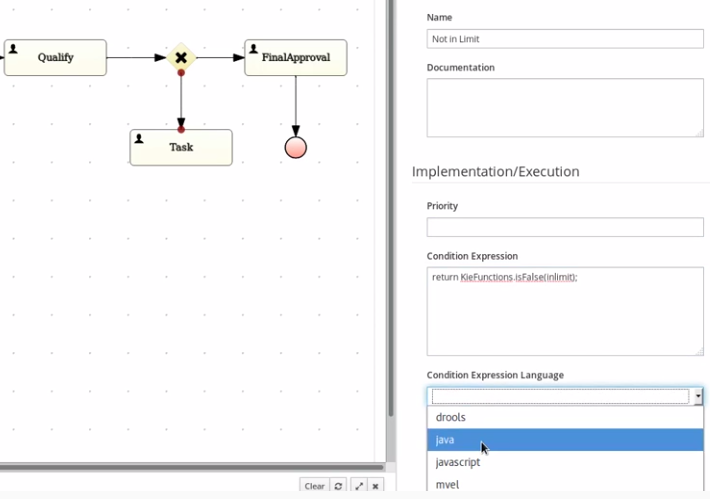 Qualify
FinalApproval
Task
Name
Not in Limit
Documentation
Implementation/Execution
Priority
Condition Expression
return KieFunctions.isFalse(inlimit);
Condition Expression Language
drools
java
javascript
mvel
Clear